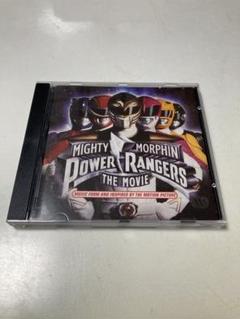 MIGHTY MORPHIN
POWER RANGERS
THE MOVIE
MUSIC FROM AND INSPIRED BY THE MOTION PICTURE